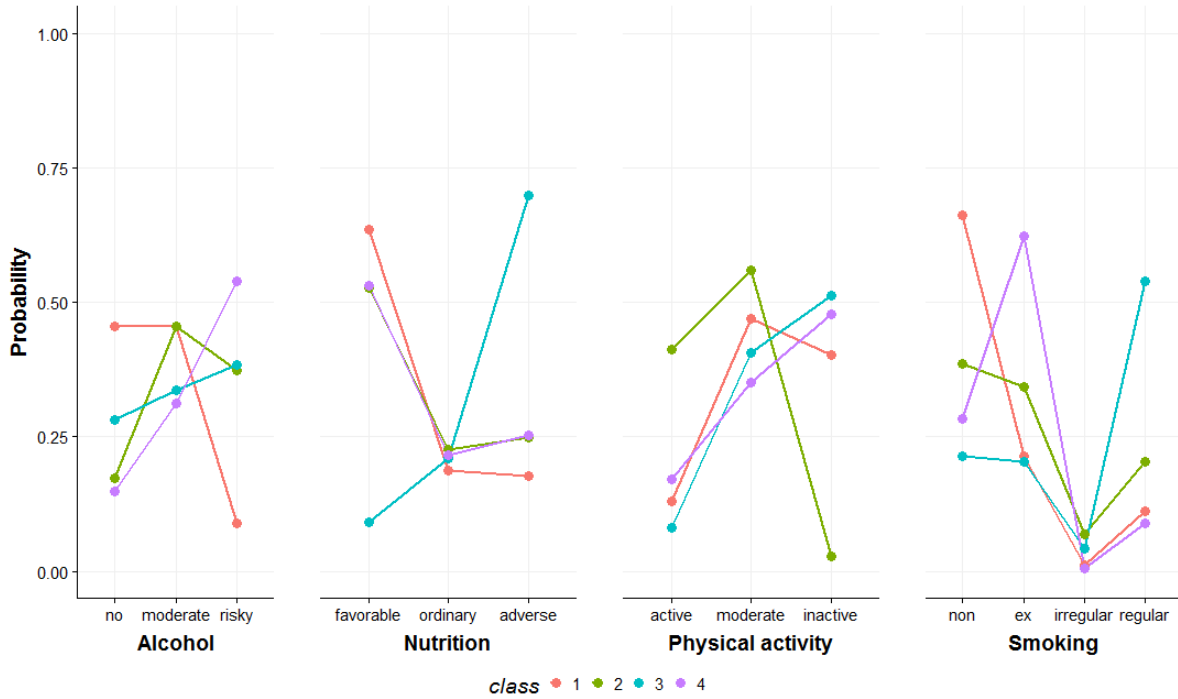 Probability
1.00
0.75
0.50
0.25
0.00
no moderate risky
Alcohol
favorable ordinary adverse
Nutrition
active moderate inactive
Physical activity
non ex irregular regular
Smoking
class 1 2 3 4